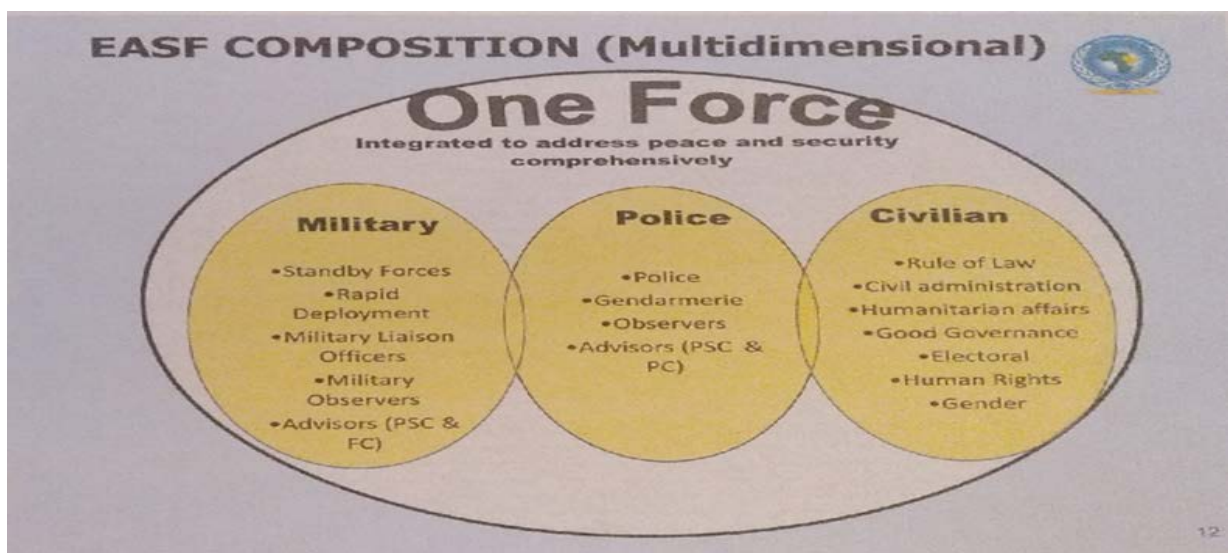 EASF COMPOSITION (Multidimensional)
One Force
Integrated to address peace and security
comprehensively
Military
•Standby Forces
•Rapid
Deployment
•Military Liaison
Officers
•Military
Observers
•Advisors (PSC &
FC)
Police
•Police
•Gendarmerie
•Observers
•Advisors (PSC &
PC)
Civilian
•Rule of Law
•Civil administration
•Humanitarian affairs
•Good Governance
•Electoral
•Human Rights
•Gender
12